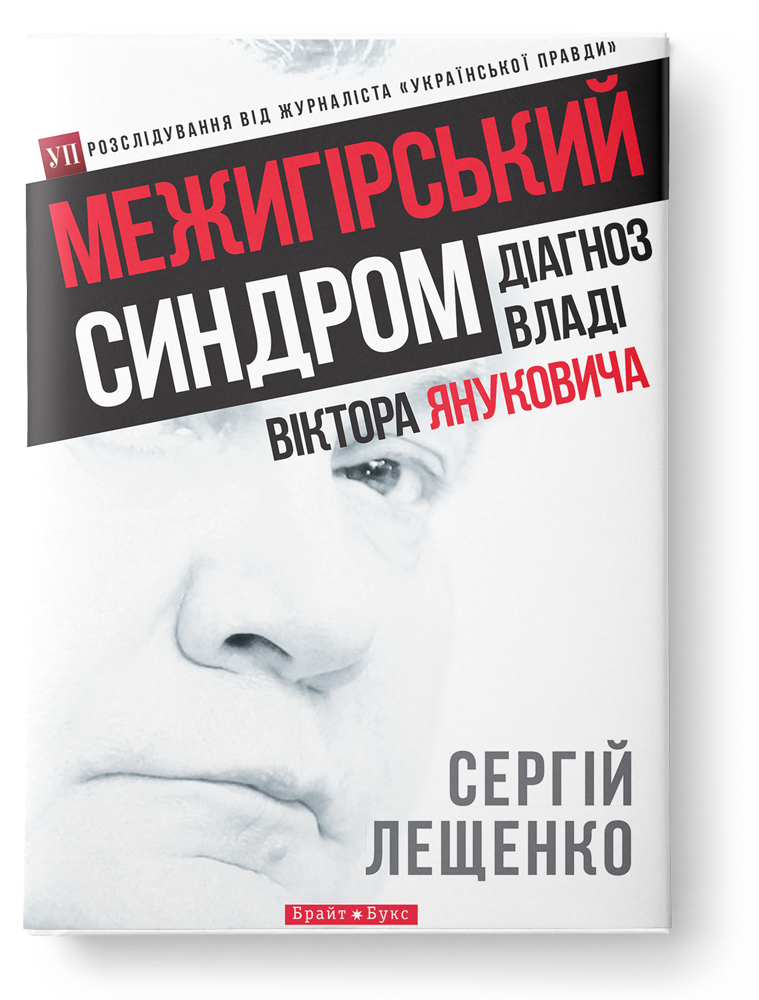 РОЗСЛІДУВАННЯ ВІД ЖУРНАЛІСТА «УКРАЇНСЬКОЇ ПРАВДИ»
УП
МЕЖИГІРСЬКИЙ
СИНДРОМ
ДІАГНОЗ
ВЛАДІ
ВІКТОРА ЯНУКОВИЧА
СЕРГІЙ
ЛЕЩЕНКО
Брайт Букс